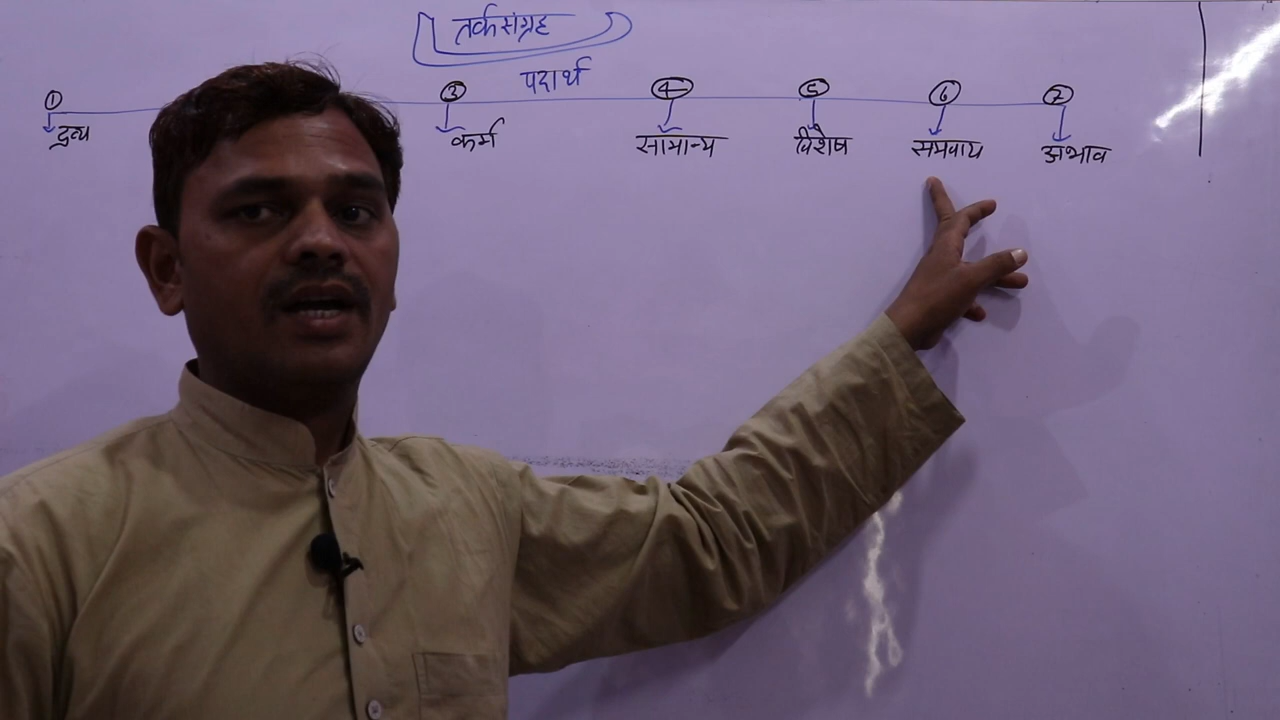 तर्कसंग्रह
पदार्थ
① ③ ④ ⑤ ⑥ ⑦
द्रव्य कर्म सामान्य विशेष समवाय अभाव